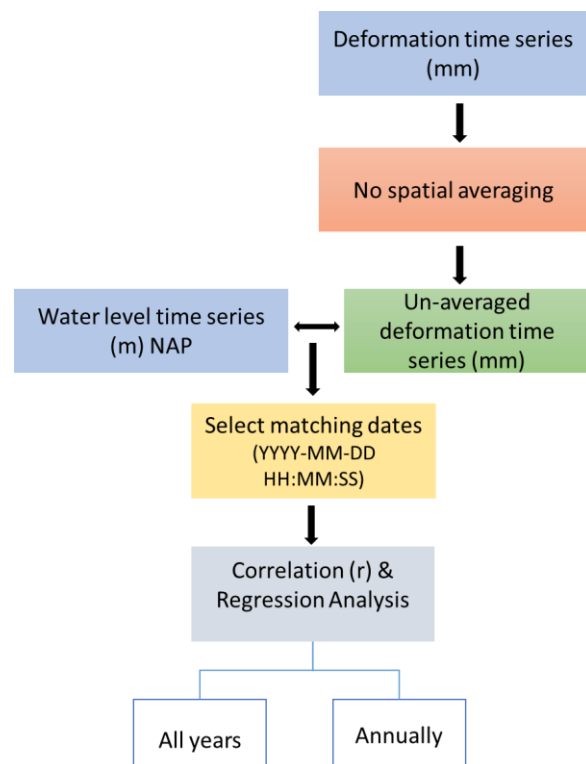 Deformation time series
(mm)
No spatial averaging
Water level time series
(m) NAP
Un-averaged
deformation time
series (mm)
Select matching dates
(YYYY-MM-DD
HH:MM:SS)
Correlation (r) &
Regression Analysis
All years
Annually